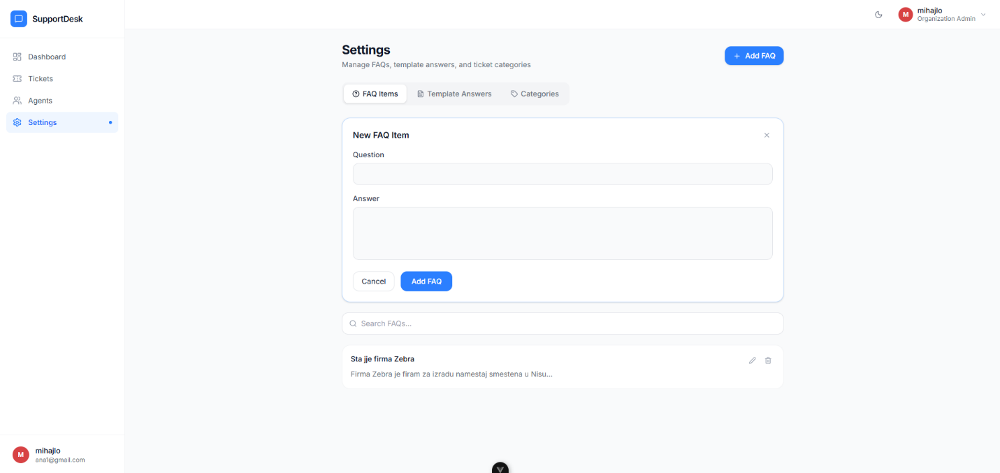 SupportDesk
M
mihajlo
Organization Admin
Dashboard
Tickets
Agents
Settings
Settings
Manage FAQs, template answers, and ticket categories
Add FAQ
FAQ Items
Template Answers
Categories
New FAQ Item
Question
Answer
Cancel
Add FAQ
Search FAQs...
Sta jje firma Zebra
Firma Zebra je firam za izradu namestaj smestena u Nisu...
M
mihajlo
ana1@gmail.com